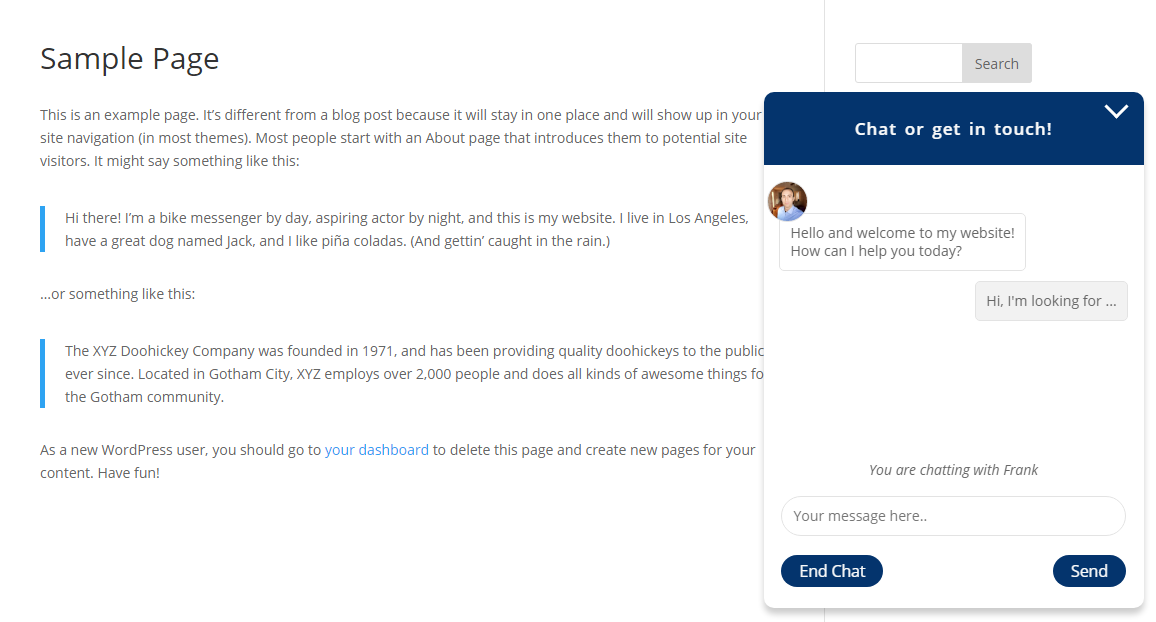 Sample Page
This is an example page. It’s different from a blog post because it will stay in one place and will show up in your
site navigation (in most themes). Most people start with an About page that introduces them to potential site
visitors. It might say something like this:
Hi there! I’m a bike messenger by day, aspiring actor by night, and this is my website. I live in Los Angeles,
have a great dog named Jack, and I like piña coladas. (And gettin’ caught in the rain.)
…or something like this:
The XYZ Doohickey Company was founded in 1971, and has been providing quality doohickeys to the public
ever since. Located in Gotham City, XYZ employs over 2,000 people and does all kinds of awesome things fo
the Gotham community.
As a new WordPress user, you should go to your dashboard to delete this page and create new pages for your
content. Have fun!
Search
Chat or get in touch!
Hello and welcome to my website!
How can I help you today?
Hi, I'm looking for ...
You are chatting with Frank
Your message here..
End Chat
Send